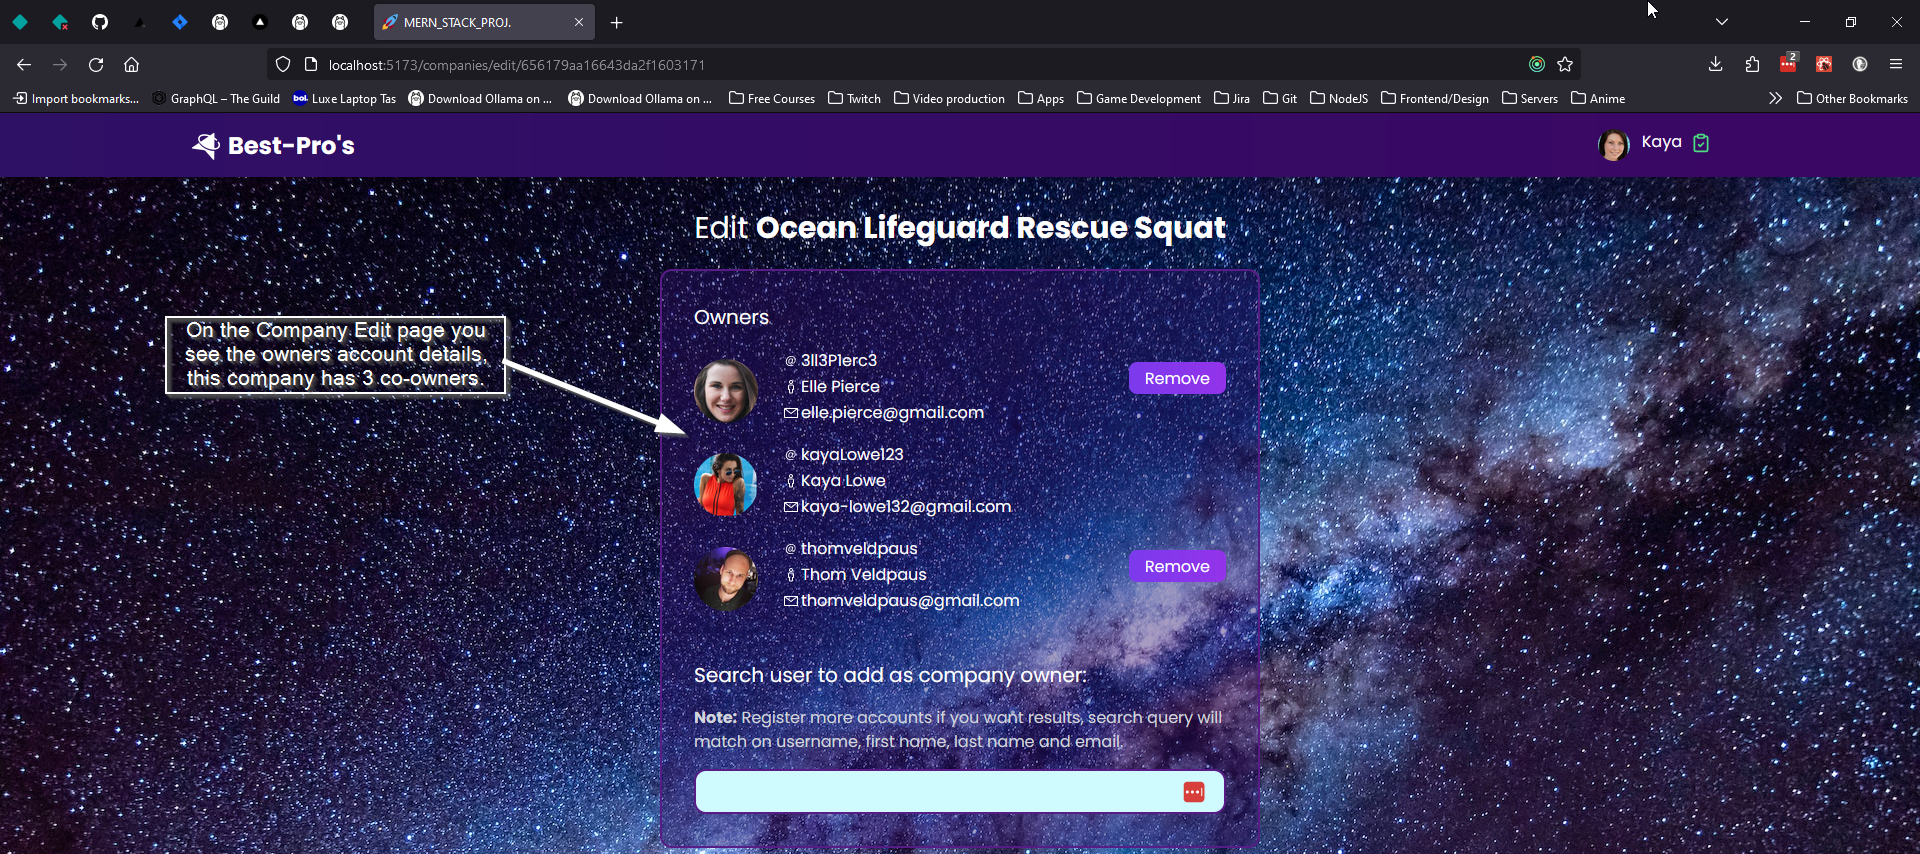 MERN_STACK_PROJ.
localhost:5173/companies/edit/656179aa16643da2f1603171
2
Import bookmarks...
GraphQL – The Guild
bol. Luxe Laptop Tas
Download Ollama on ...
Download Ollama on ...
Free Courses
Twitch
Video production
Apps
Game Development
Jira
Git
NodeJS
Frontend/Design
Servers
Anime
Other Bookmarks
Best-Pro's
Kaya
Edit Ocean Lifeguard Rescue Squat
On the Company Edit page you
see the owners account details,
this company has 3 co-owners.
Owners
@ 3ll3P1erc3
Elle Pierce
elle.pierce@gmail.com
Remove
@ kayaLowe123
Kaya Lowe
kaya-lowe132@gmail.com
@ thomveldpaus
Thom Veldpaus
thomveldpaus@gmail.com
Remove
Search user to add as company owner:
Note: Register more accounts if you want results, search query will
match on username, first name, last name and email.